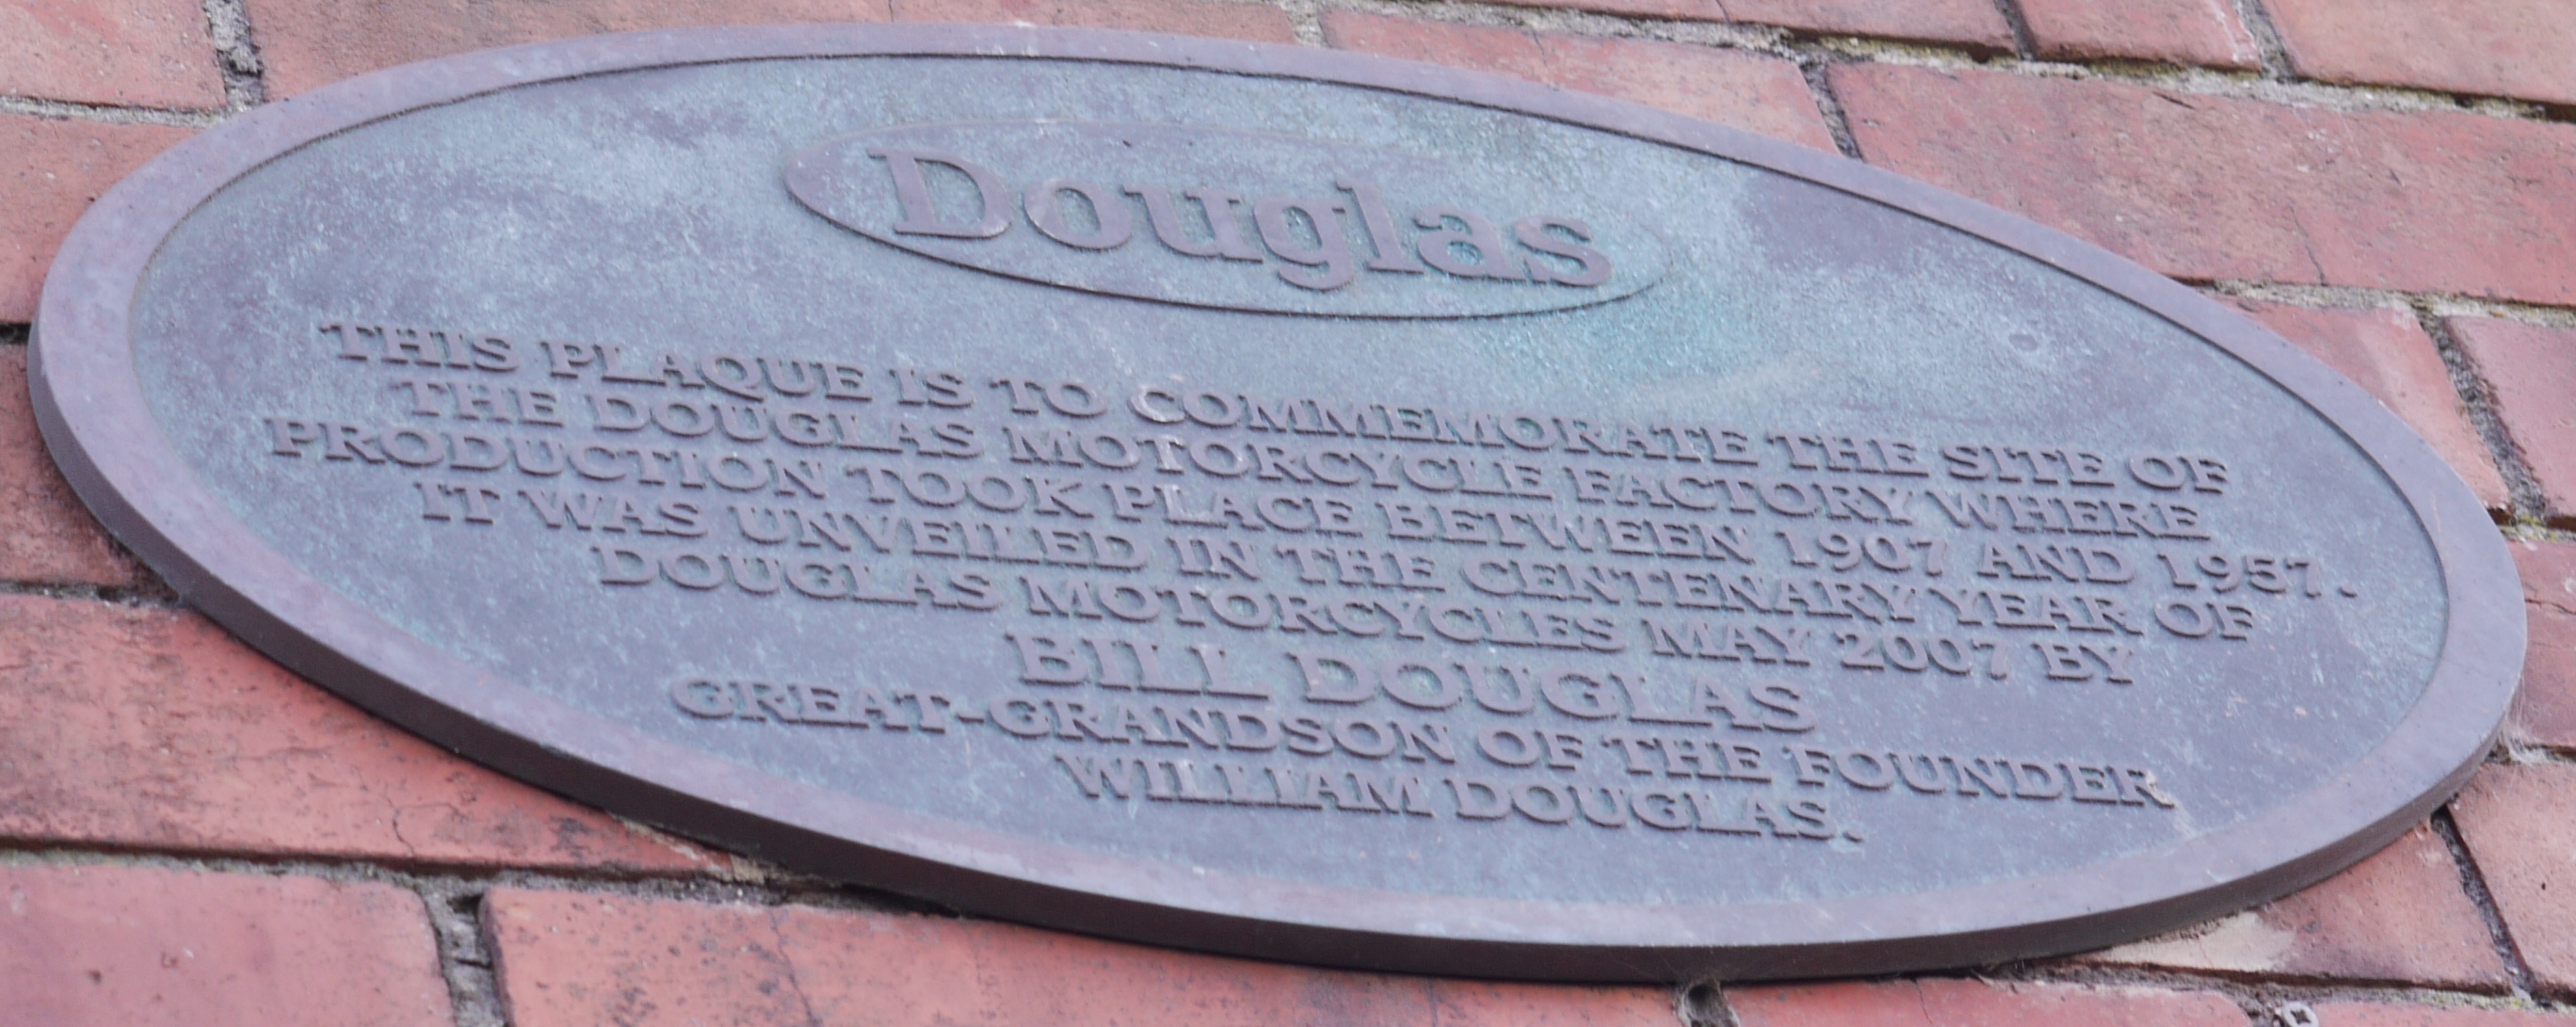 Douglas
THIS PLAQUE IS TO COMMEMORATE THE SITE OF
THE DOUGLAS MOTORCYCLE FACTORY WHERE
PRODUCTION TOOK PLACE BETWEEN 1907 AND 1957.
IT WAS UNVEILED IN THE CENTENARY YEAR OF
DOUGLAS MOTORCYCLES MAY 2007 BY
BILL DOUGLAS
GREAT-GRANDSON OF THE FOUNDER
WILLIAM DOUGLAS.